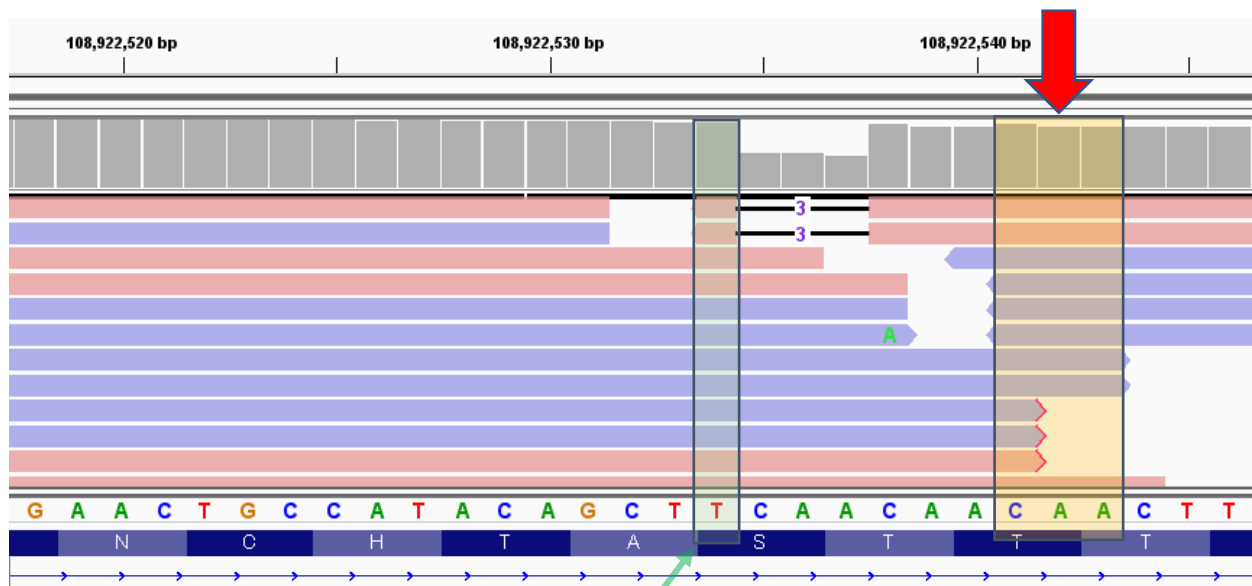 108,922,520 bp 108,922,530 bp 108,922,540 bp
3
3
A
G A A C T G C C A T A C A G C T T C A A C A A C A A C T T
N C H T A S T T T